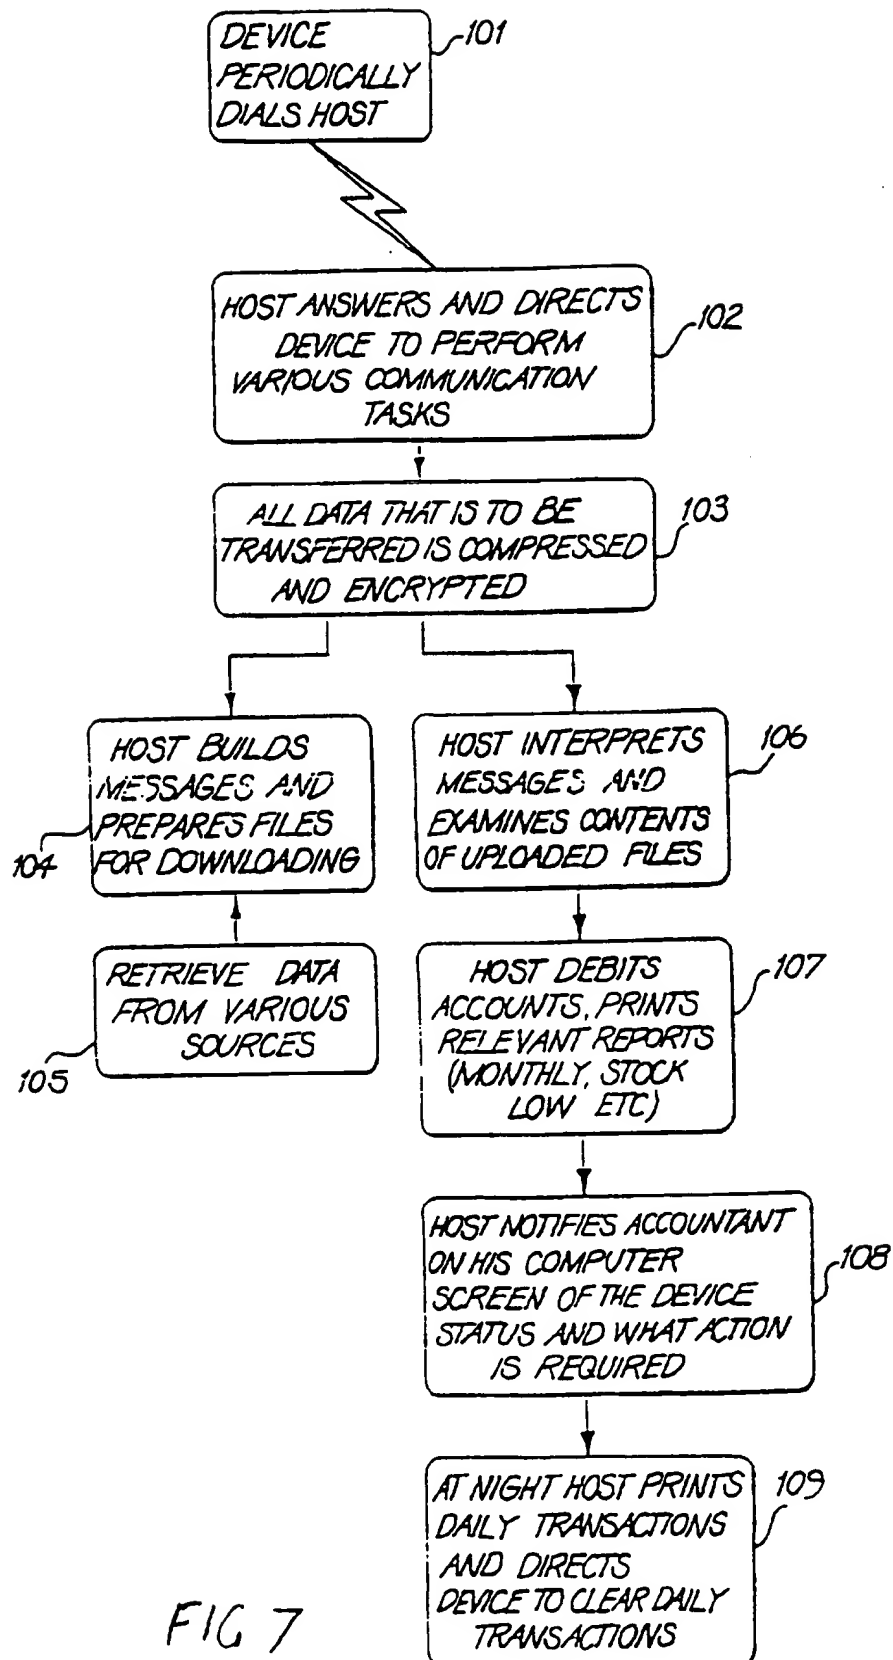 DEVICE
PERIODICALLY
DIALS HOST
101
HOST ANSWERS AND DIRECTS
DEVICE TO PERFORM
VARIOUS COMMUNICATION
TASKS
102
ALL DATA THAT IS TO BE
TRANSFERRED IS COMPRESSED
AND ENCRYPTED
103
HOST BUILDS
MESSAGES AND
PREPARES FILES
FOR DOWNLOADING
104
RETRIEVE DATA
FROM VARIOUS
SOURCES
105
HOST INTERPRETS
MESSAGES AND
EXAMINES CONTENTS
OF UPLOADED FILES
106
HOST DEBITS
ACCOUNTS, PRINTS
RELEVANT REPORTS
(MONTHLY, STOCK
LOW ETC)
107
HOST NOTIFIES ACCOUNTANT
ON HIS COMPUTER
SCREEN OF THE DEVICE
STATUS AND WHAT ACTION
IS REQUIRED
108
AT NIGHT HOST PRINTS
DAILY TRANSACTIONS
AND DIRECTS
DEVICE TO CLEAR DAILY
TRANSACTIONS
109
FIG 7